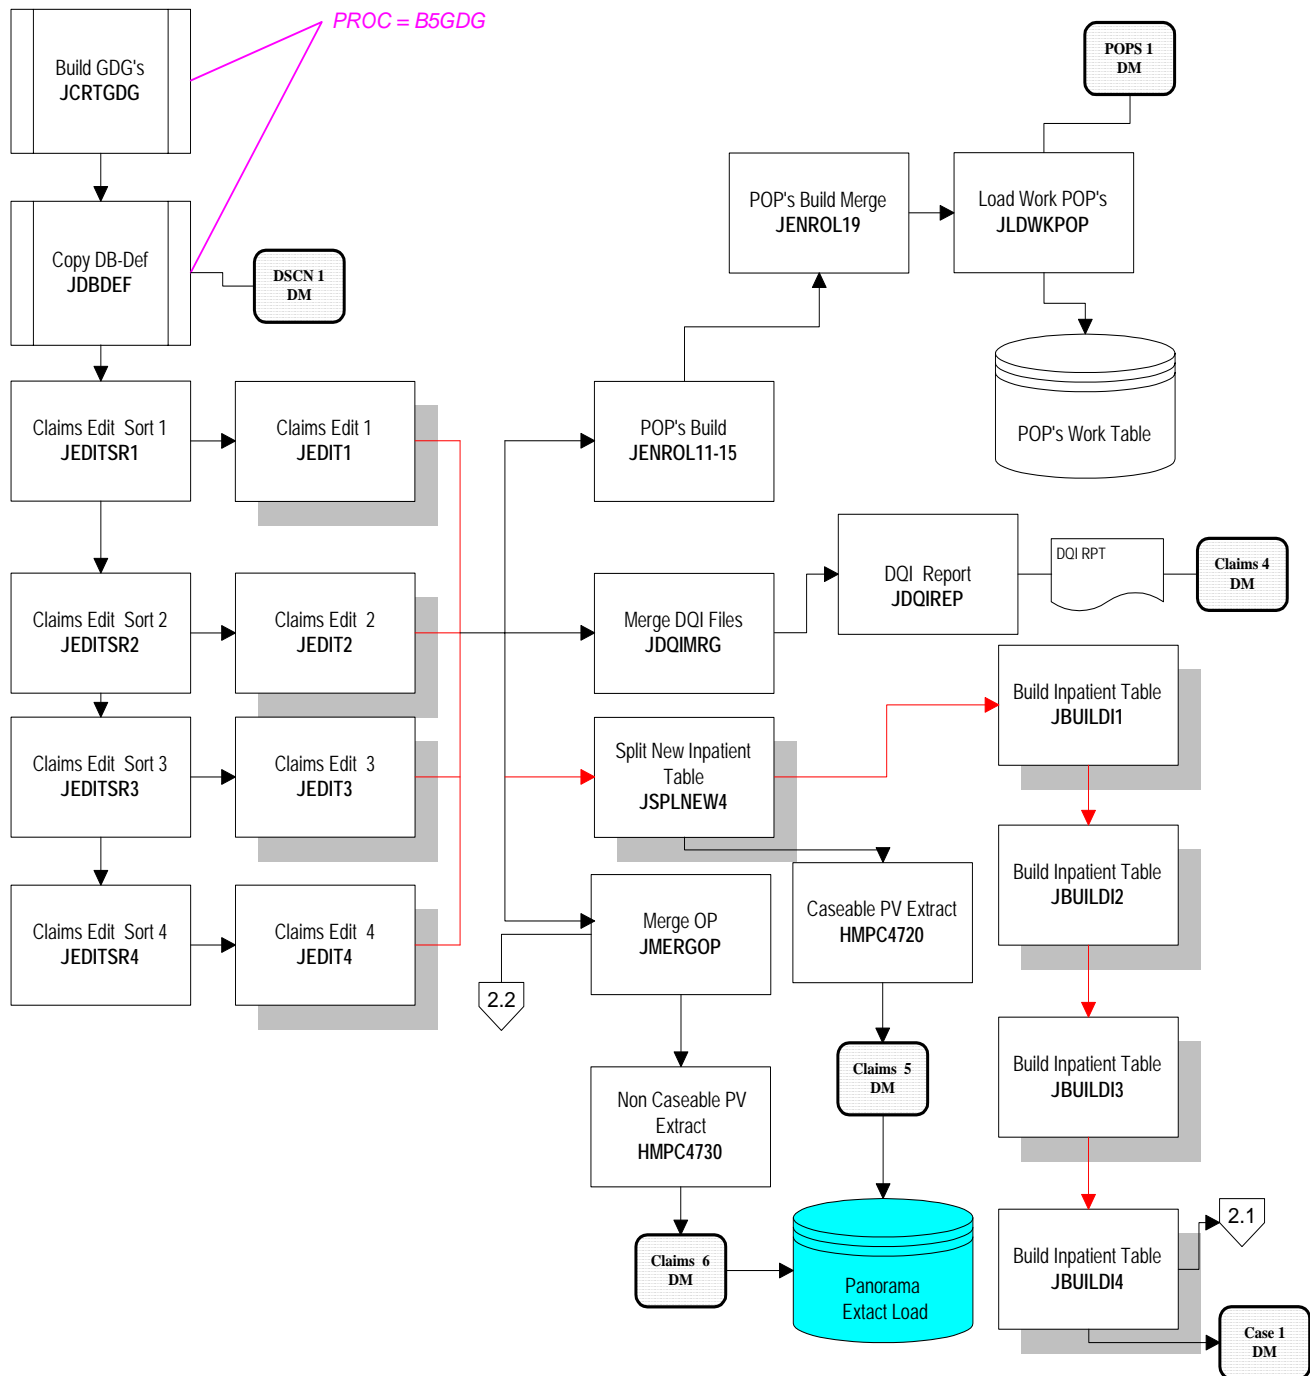 PROC = B5GDG
Build GDG's
JCRTGDG
POPS 1
DM
POP's Build Merge
JENROL19
Load Work POP's
JLDWKPOP
Copy DB-Def
JDBDEF
DSCN 1
DM
Claims Edit  Sort 1
JEDITSR1
Claims Edit 1
JEDIT1
POP's Build
JENROL11-15
POP's Work Table
DQI  Report
JDQIREP
DQI RPT
Claims 4
DM
Claims Edit  Sort 2
JEDITSR2
Claims Edit  2
JEDIT2
Merge DQI Files
JDQIMRG
Build Inpatient Table
JBUILDI1
Claims Edit  Sort 3
JEDITSR3
Claims Edit  3
JEDIT3
Split New Inpatient
Table
JSPLNEW4
Build Inpatient Table
JBUILDI2
Claims Edit  Sort 4
JEDITSR4
Claims Edit  4
JEDIT4
Merge OP
JMERGOP
Caseable PV Extract
HMPC4720
2.2
Claims  5
DM
Build Inpatient Table
JBUILDI3
Non Caseable PV
Extract
HMPC4730
2.1
Claims  6
DM
Panorama
Extact Load
Build Inpatient Table
JBUILDI4
Case 1
DM